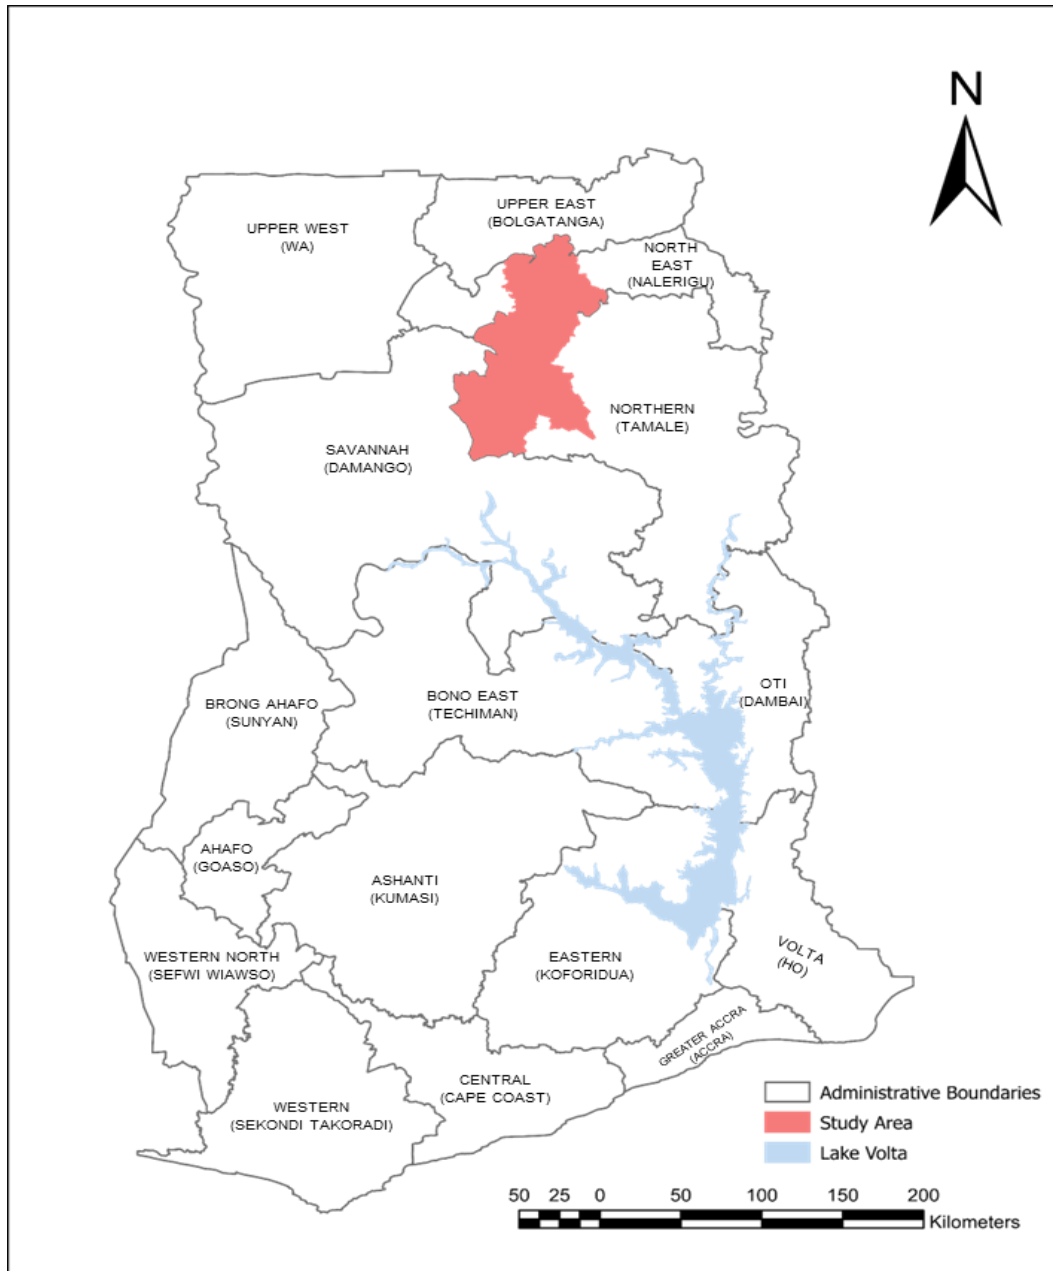 N
UPPER EAST
(BOLGATANGA)
UPPER WEST
(WA)
NORTH
EAST
(NALERIGU)
NORTHERN
(TAMALE)
SAVANNAH
(DAMANGO)
OTI
(DAMBAI)
BRONG AHAFO
(SUNYAN)
BONO EAST
(TECHIMAN)
AHAFO
(GOASO)
ASHANTI
(KUMASI)
VOLTA
(HO)
WESTERN NORTH
(SEFWI WIAWSO)
EASTERN
(KOFORIDUA)
GREATER ACCRA
(ACCRA)
CENTRAL
(CAPE COAST)
WESTERN
(SEKONDI TAKORADI)
Administrative Boundaries
Study Area
Lake Volta
50 25 0 50 100 150 200
Kilometers